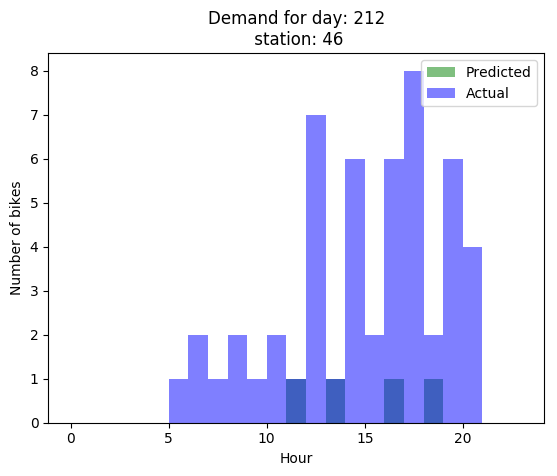 Demand for day: 212
station: 46
Predicted
Actual
Number of bikes
8
7
6
5
4
3
2
1
0
0 5 10 15 20
Hour